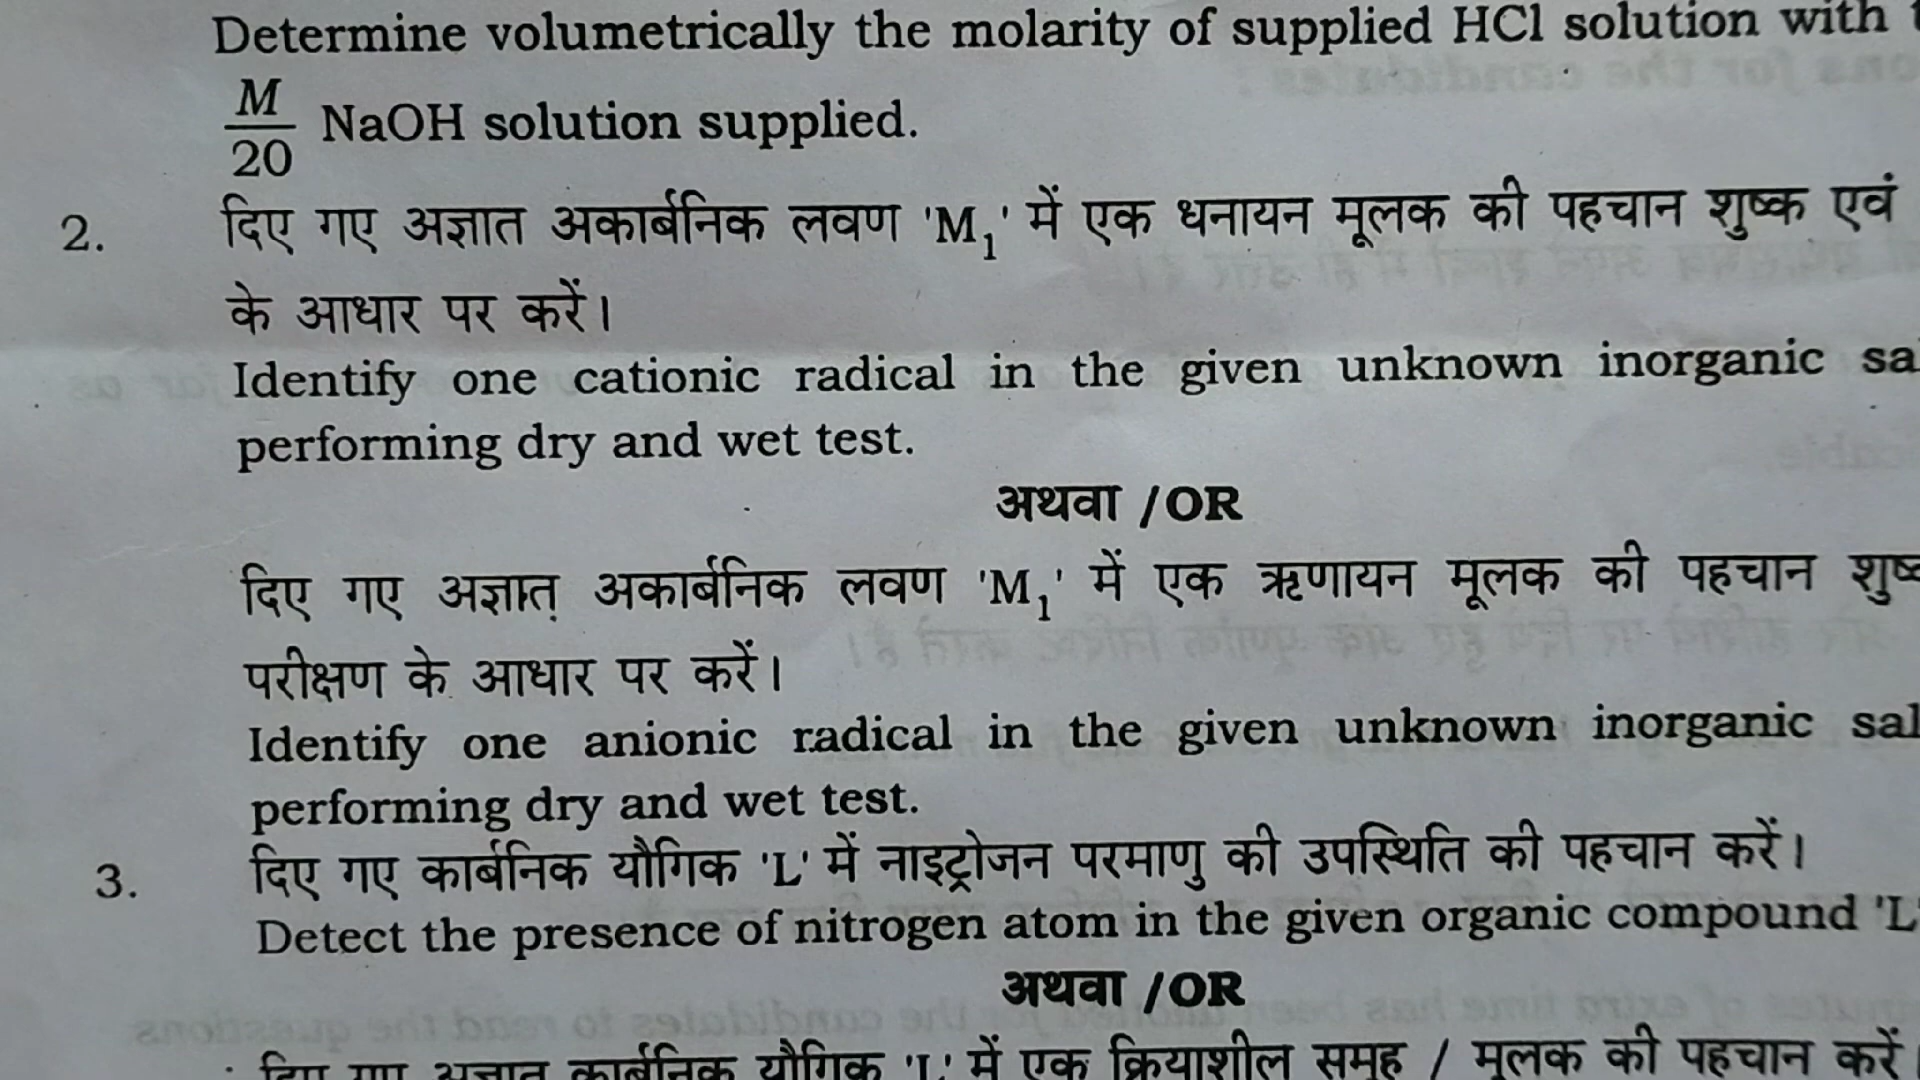 Determine volumetrically the molarity of supplied HCl solution with
M/20 NaOH solution supplied.
2. दिए गए अज्ञात अकार्बनिक लवण 'M₁' में एक धनायन मूलक की पहचान शुष्क एवं
के आधार पर करें।
Identify one cationic radical in the given unknown inorganic
performing dry and wet test.
अथवा /OR
दिए गए अज्ञात् अकार्बनिक लवण 'M₁' में एक ऋणायन मूलक की पहचान
परीक्षण के आधार पर करें।
Identify one anionic radical in the given unknown inorganic
performing dry and wet test.
3. दिए गए कार्बनिक यौगिक 'L' में नाइट्रोजन परमाणु की उपस्थिति की पहचान करें।
Detect the presence of nitrogen atom in the given organic compound 'L'
अथवा /OR
दिए गए अज्ञात कार्बनिक यौगिक 'L' में एक क्रियाशील समूह / मूलक की पहचान करें